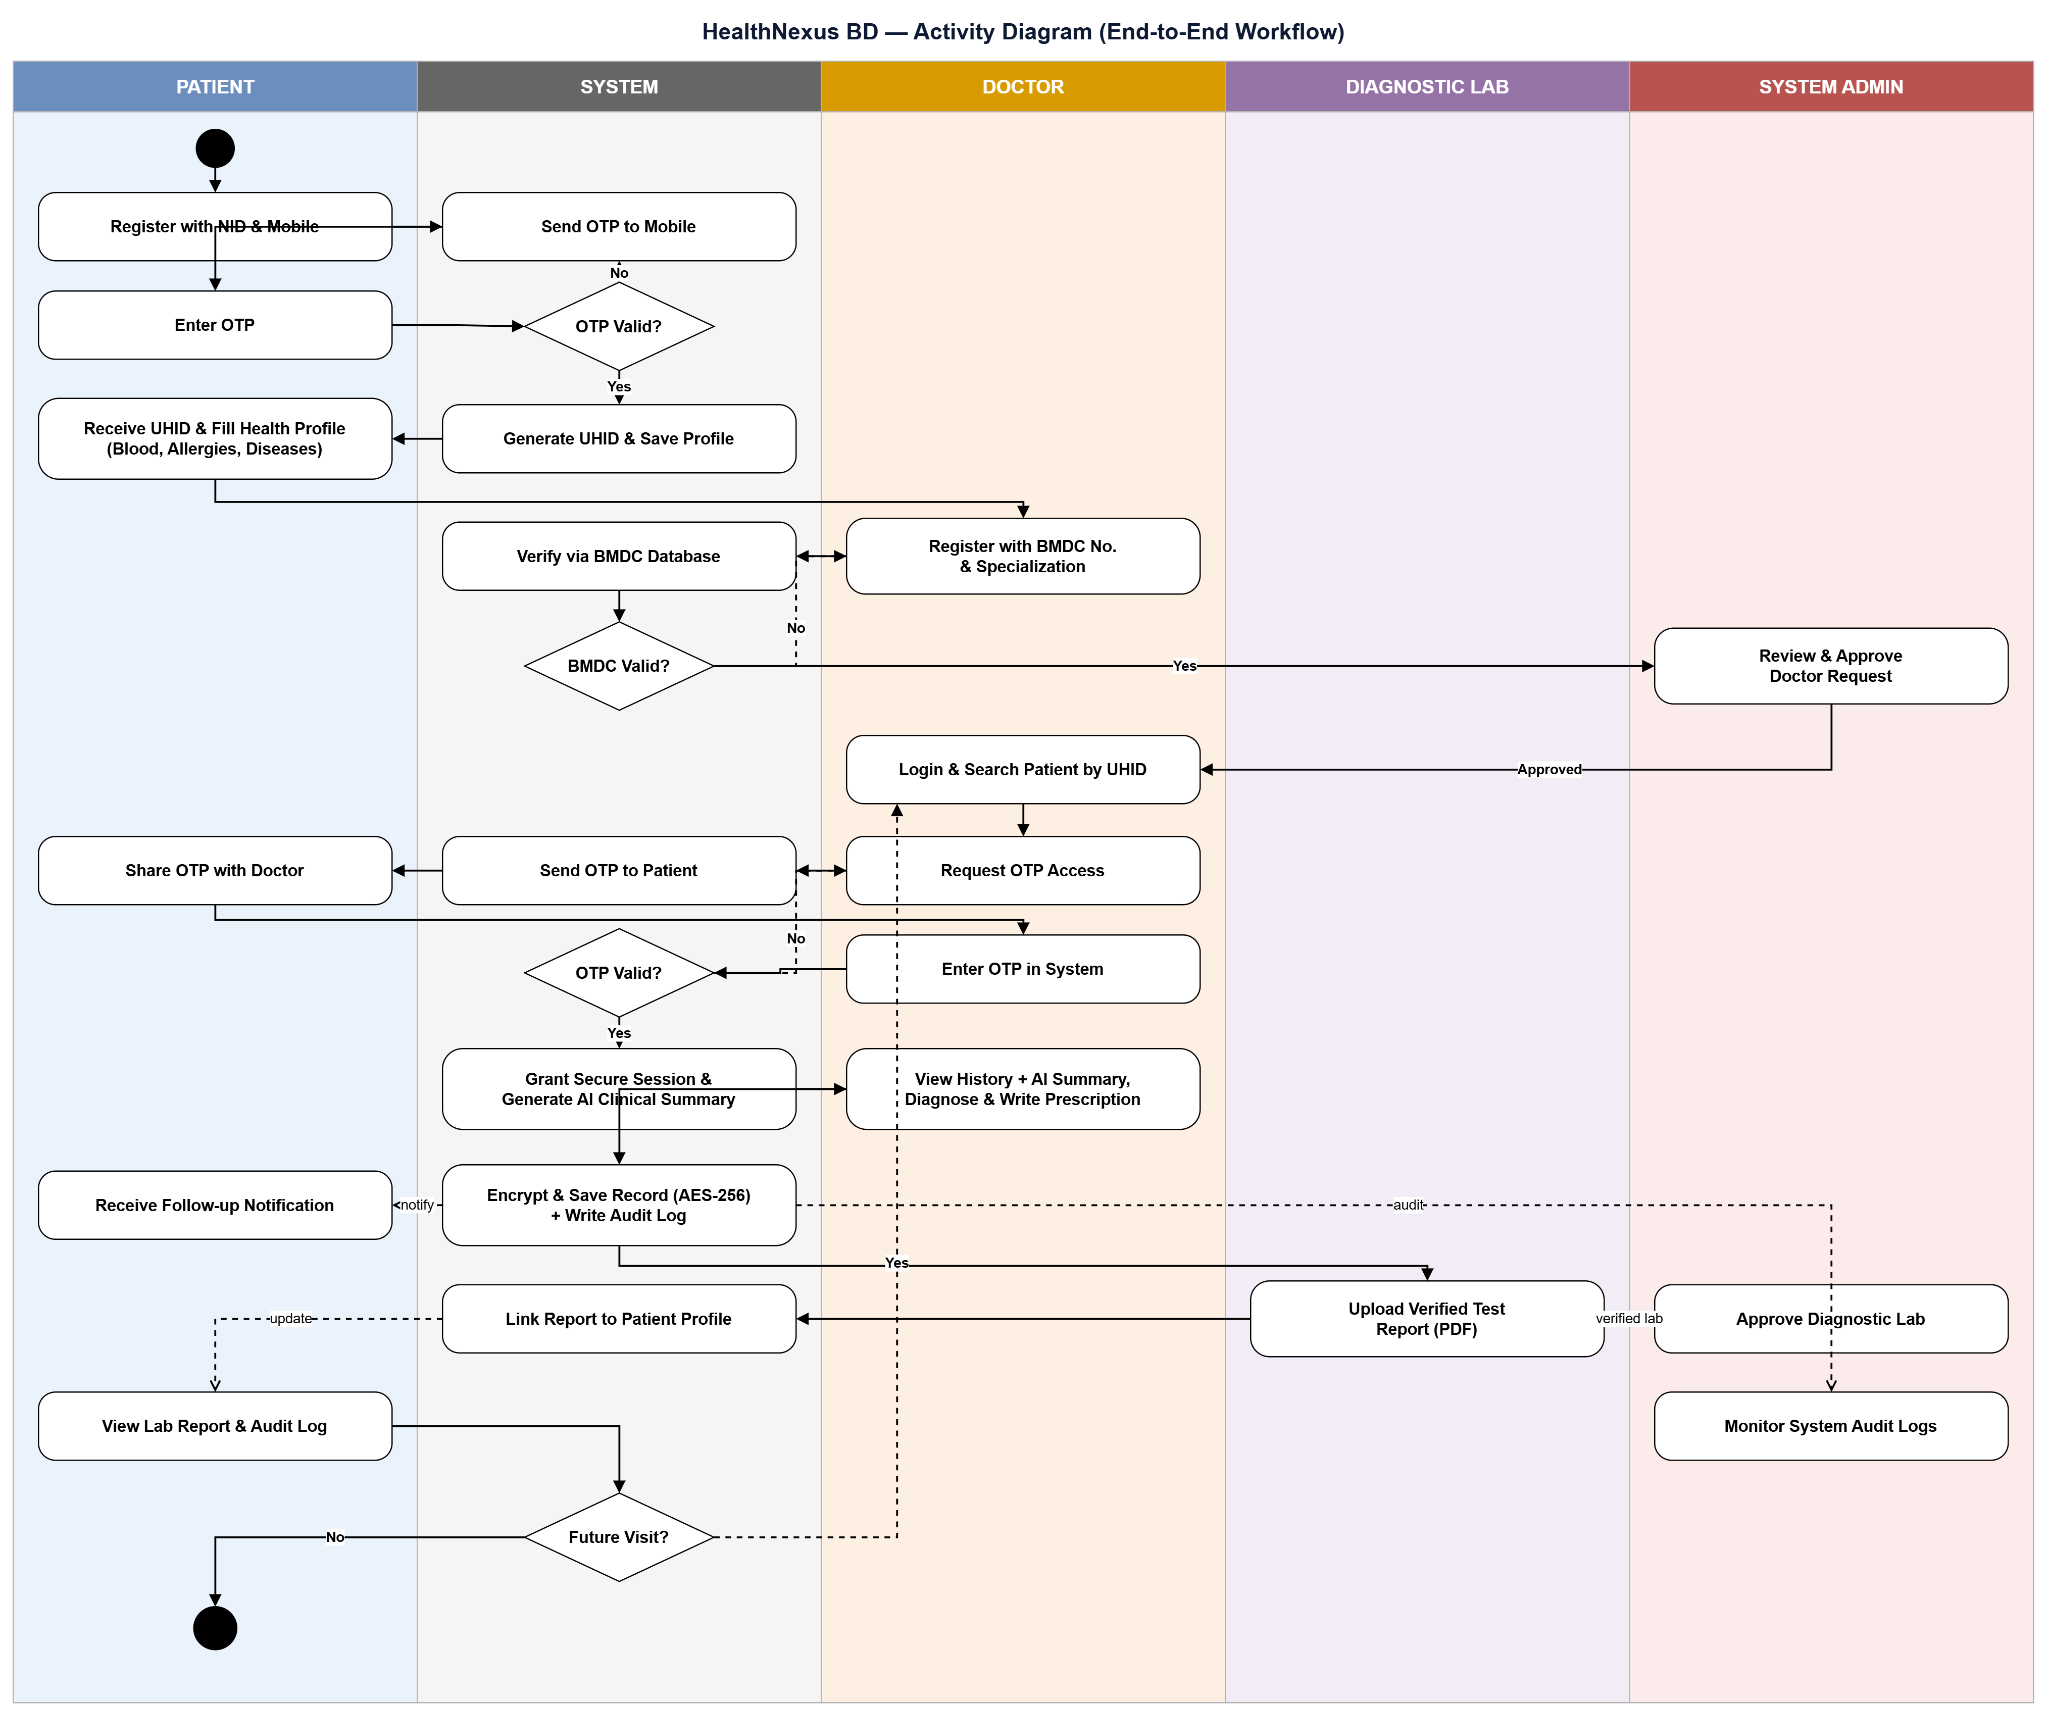 HealthNexus BD — Activity Diagram (End-to-End Workflow)
PATIENT
SYSTEM
DOCTOR
DIAGNOSTIC LAB
SYSTEM ADMIN
Register with NID & Mobile
Send OTP to Mobile
No
Enter OTP
OTP Valid?
Yes
Receive UHID & Fill Health Profile
(Blood, Allergies, Diseases)
Generate UHID & Save Profile
Verify via BMDC Database
Register with BMDC No.
& Specialization
No
BMDC Valid?
Yes
Review & Approve
Doctor Request
Login & Search Patient by UHID
Approved
Share OTP with Doctor
Send OTP to Patient
Request OTP Access
No
OTP Valid?
Enter OTP in System
Yes
Grant Secure Session &
Generate AI Clinical Summary
View History + AI Summary,
Diagnose & Write Prescription
Receive Follow-up Notification
notify
Encrypt & Save Record (AES-256)
+ Write Audit Log
audit
Yes
update
Link Report to Patient Profile
Upload Verified Test
Report (PDF)
verified lab
Approve Diagnostic Lab
View Lab Report & Audit Log
Monitor System Audit Logs
No
Future Visit?